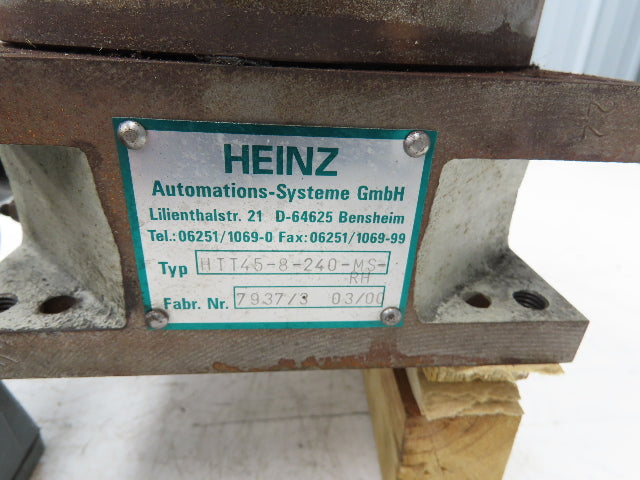 HEINZ
Automations-Systeme GmbH
Lilienthalstr. 21 D-64625 Bensheim
Tel.: 06251/1069-0 Fax: 06251/1069-99
Typ HTT45-8-240-MS-
RH
Fabr. Nr. 7937/3 03/00